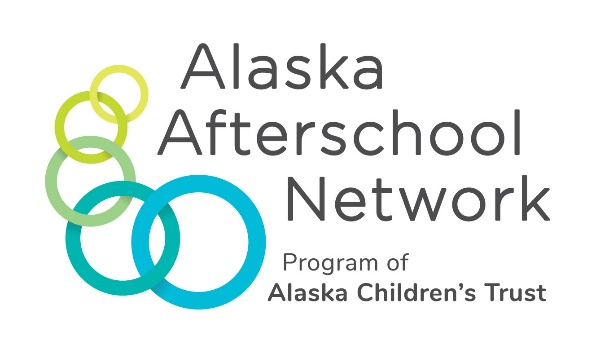 Alaska
Afterschool
Network
Program of
Alaska Children's Trust